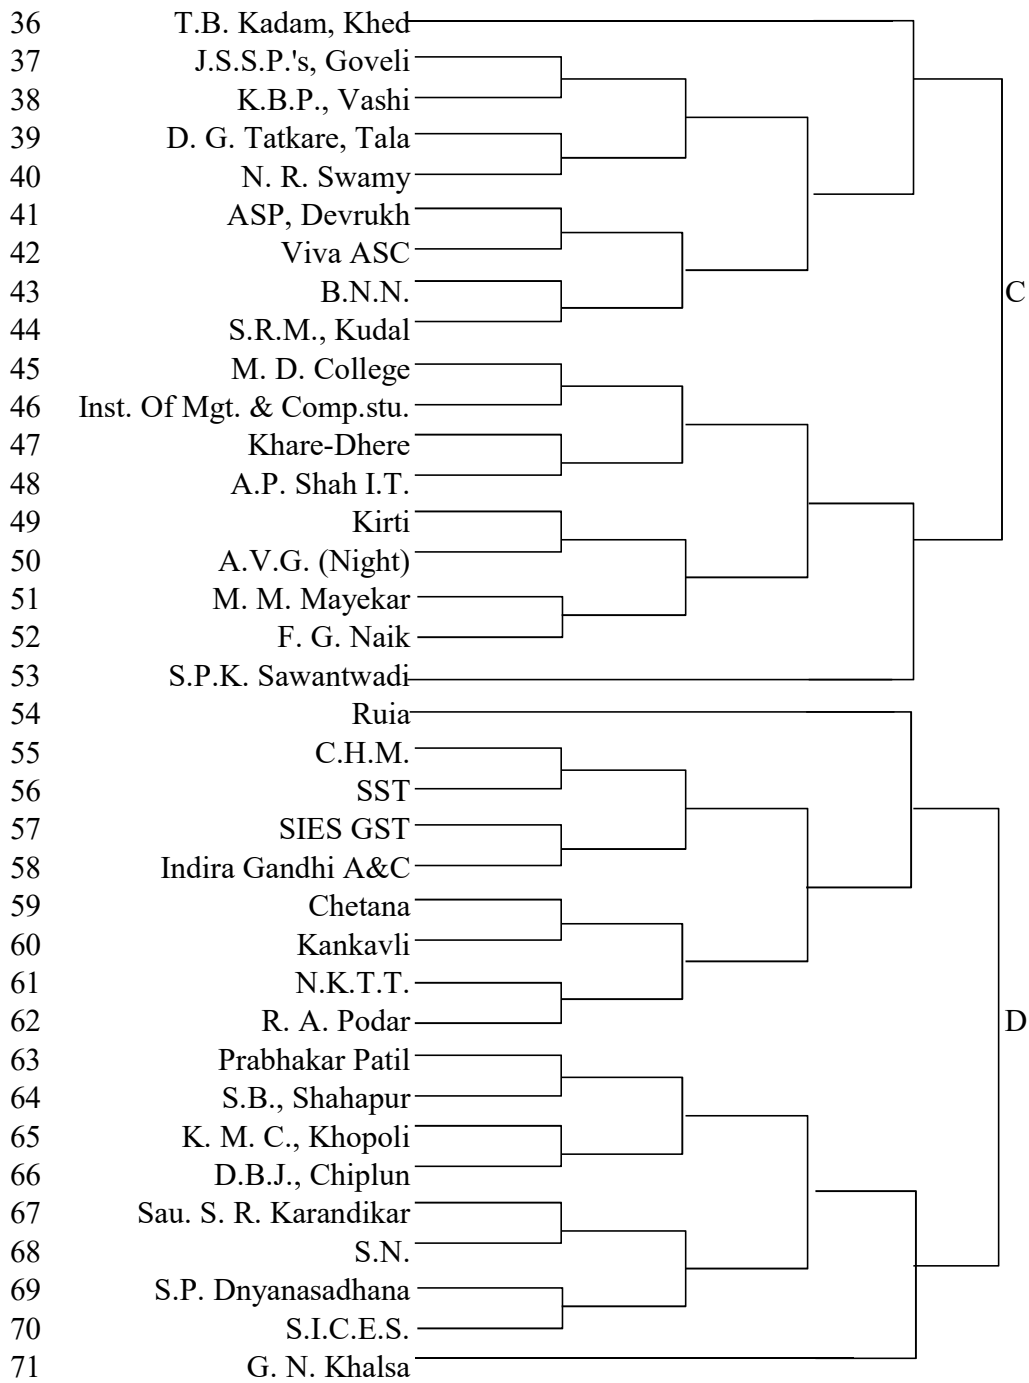 36 T.B. Kadam, Khed
37 J.S.S.P.'s, Goveli
38 K.B.P., Vashi
39 D. G. Tatkare, Tala
40 N. R. Swamy
41 ASP, Devrukh
42 Viva ASC
43 B.N.N.
C
44 S.R.M., Kudal
45 M. D. College
46 Inst. Of Mgt. & Comp.stu.
47 Khare-Dhere
48 A.P. Shah I.T.
49 Kirti
50 A.V.G. (Night)
51 M. M. Mayekar
52 F. G. Naik
53 S.P.K. Sawantwadi
54 Ruia
55 C.H.M.
56 SST
57 SIES GST
58 Indira Gandhi A&C
59 Chetana
60 Kankavli
61 N.K.T.T.
62 R. A. Podar
D
63 Prabhakar Patil
64 S.B., Shahapur
65 K. M. C., Khopoli
66 D.B.J., Chiplun
67 Sau. S. R. Karandikar
68 S.N.
69 S.P. Dnyanasadhana
70 S.I.C.E.S.
71 G. N. Khalsa